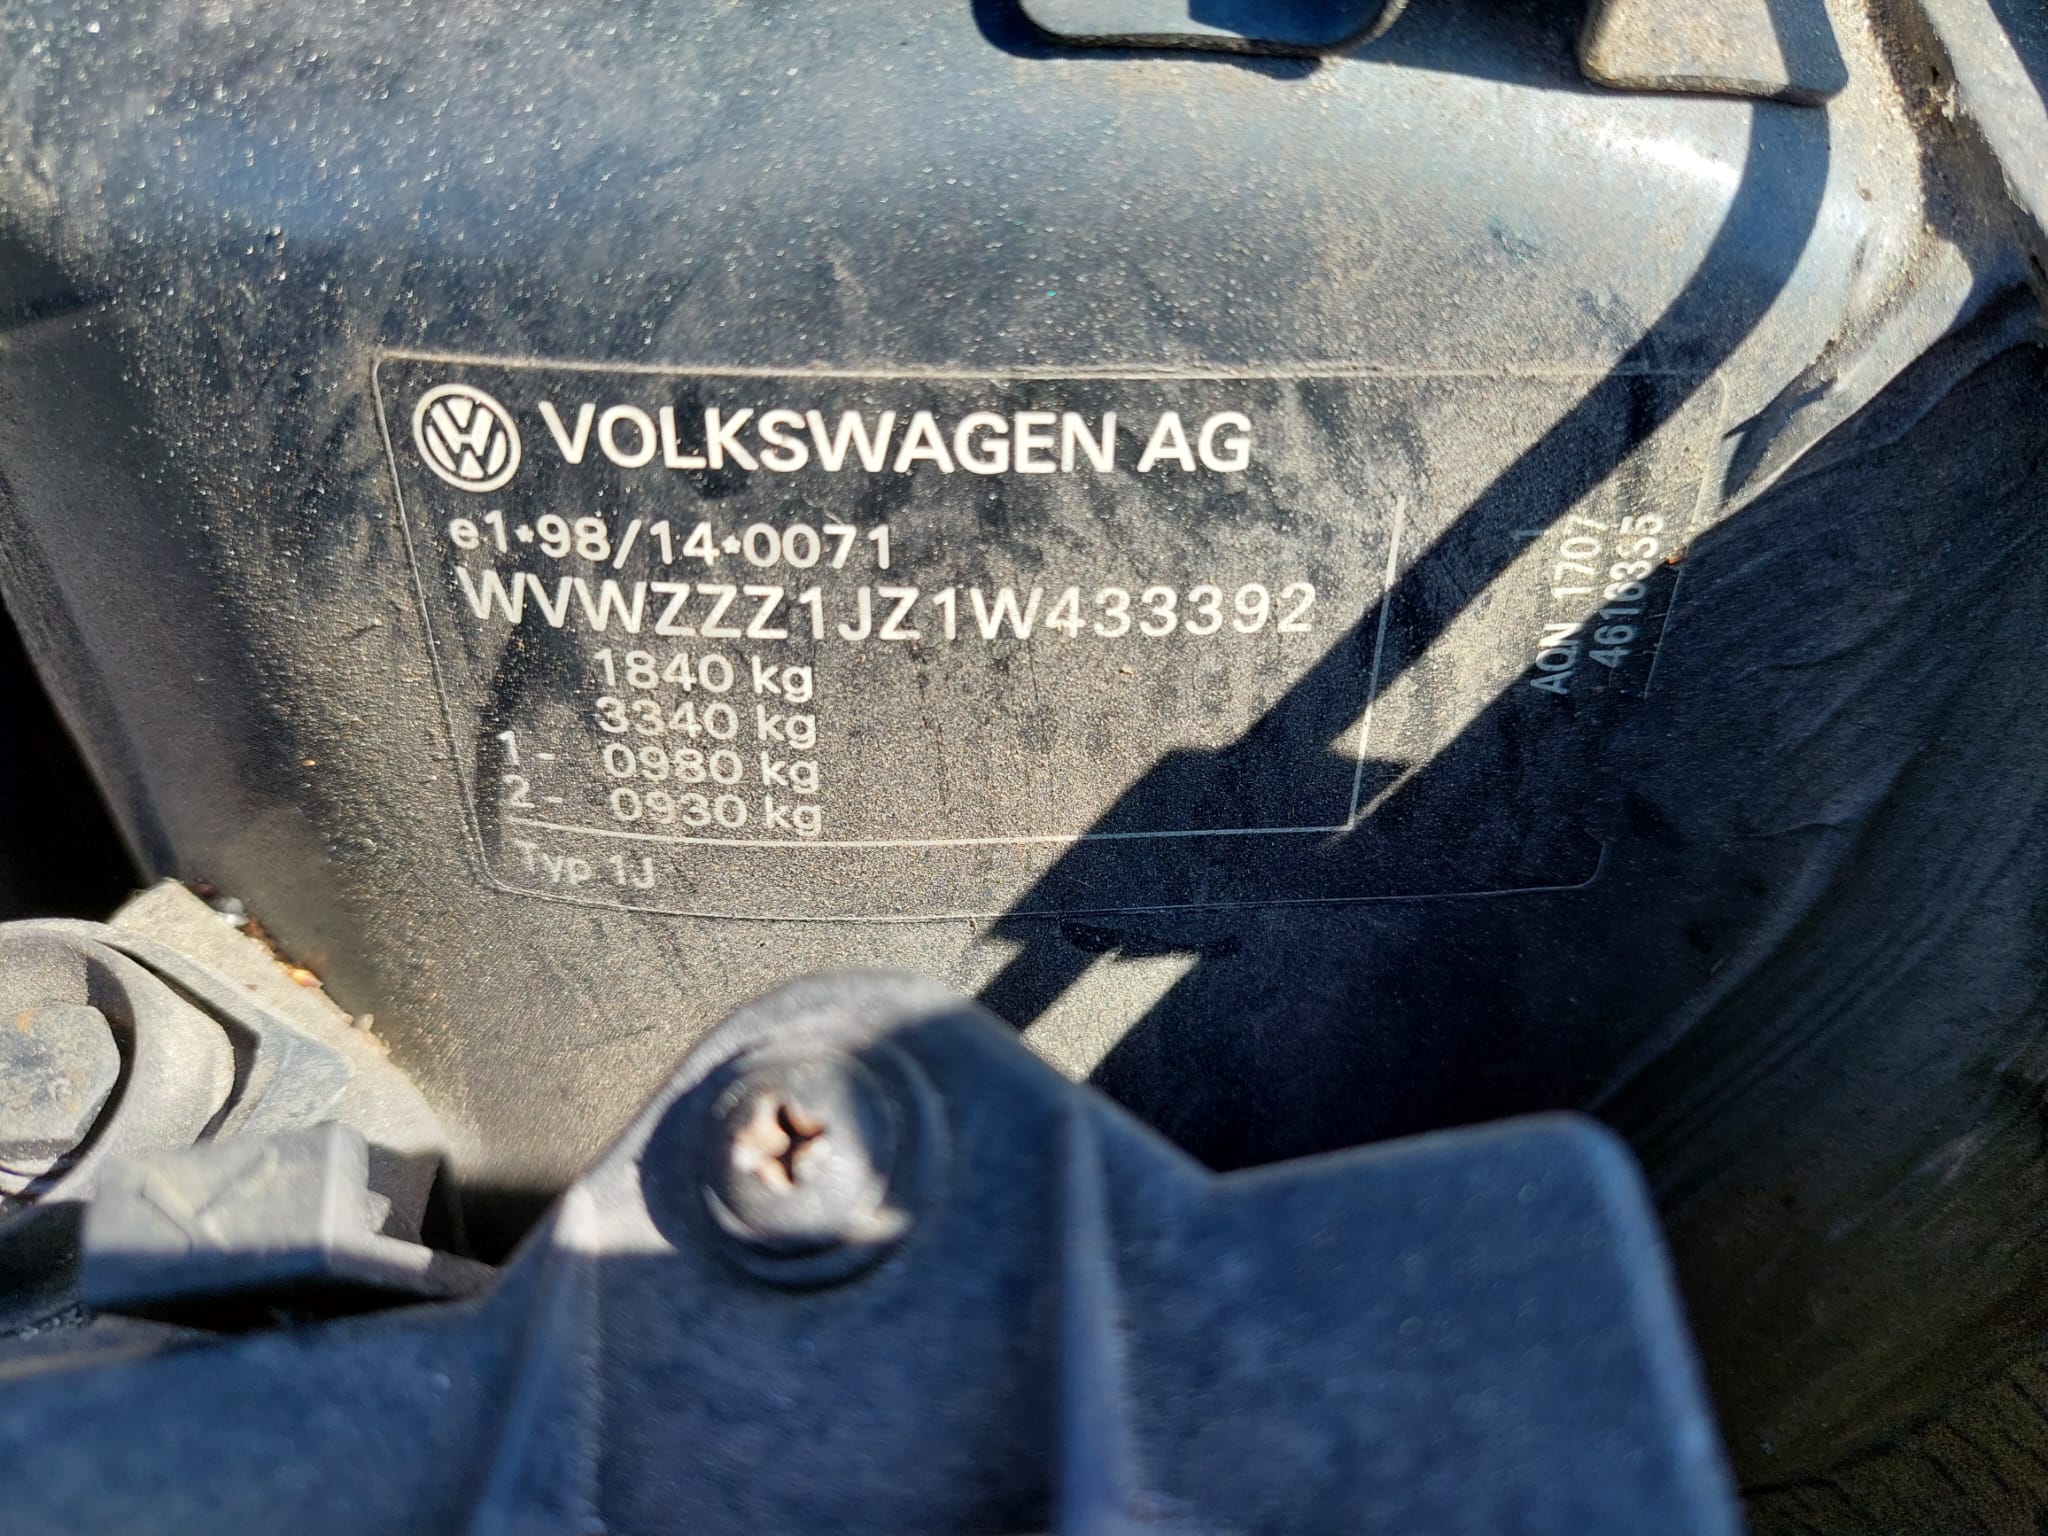 VOLKSWAGEN AG
e1*98/14*0071
WVWZZZ1JZ1W433392
1840 kg
3340 kg
1- 0980 kg
2- 0930 kg
Typ 1J
AQN 1707